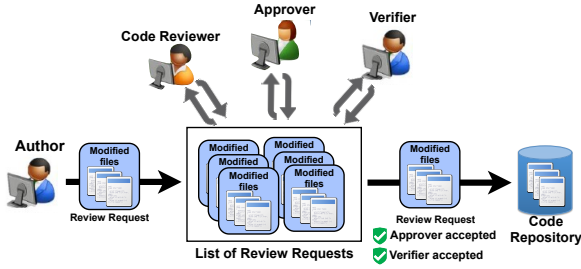 Approver
Code Reviewer
Verifier
Author
Modified
files
Review Request
Modified
Modified
Modified
Modified
Modified
files
Modified
files
List of Review Requests
Modified
files
Review Request
Approver accepted
Verifier accepted
Code
Repository